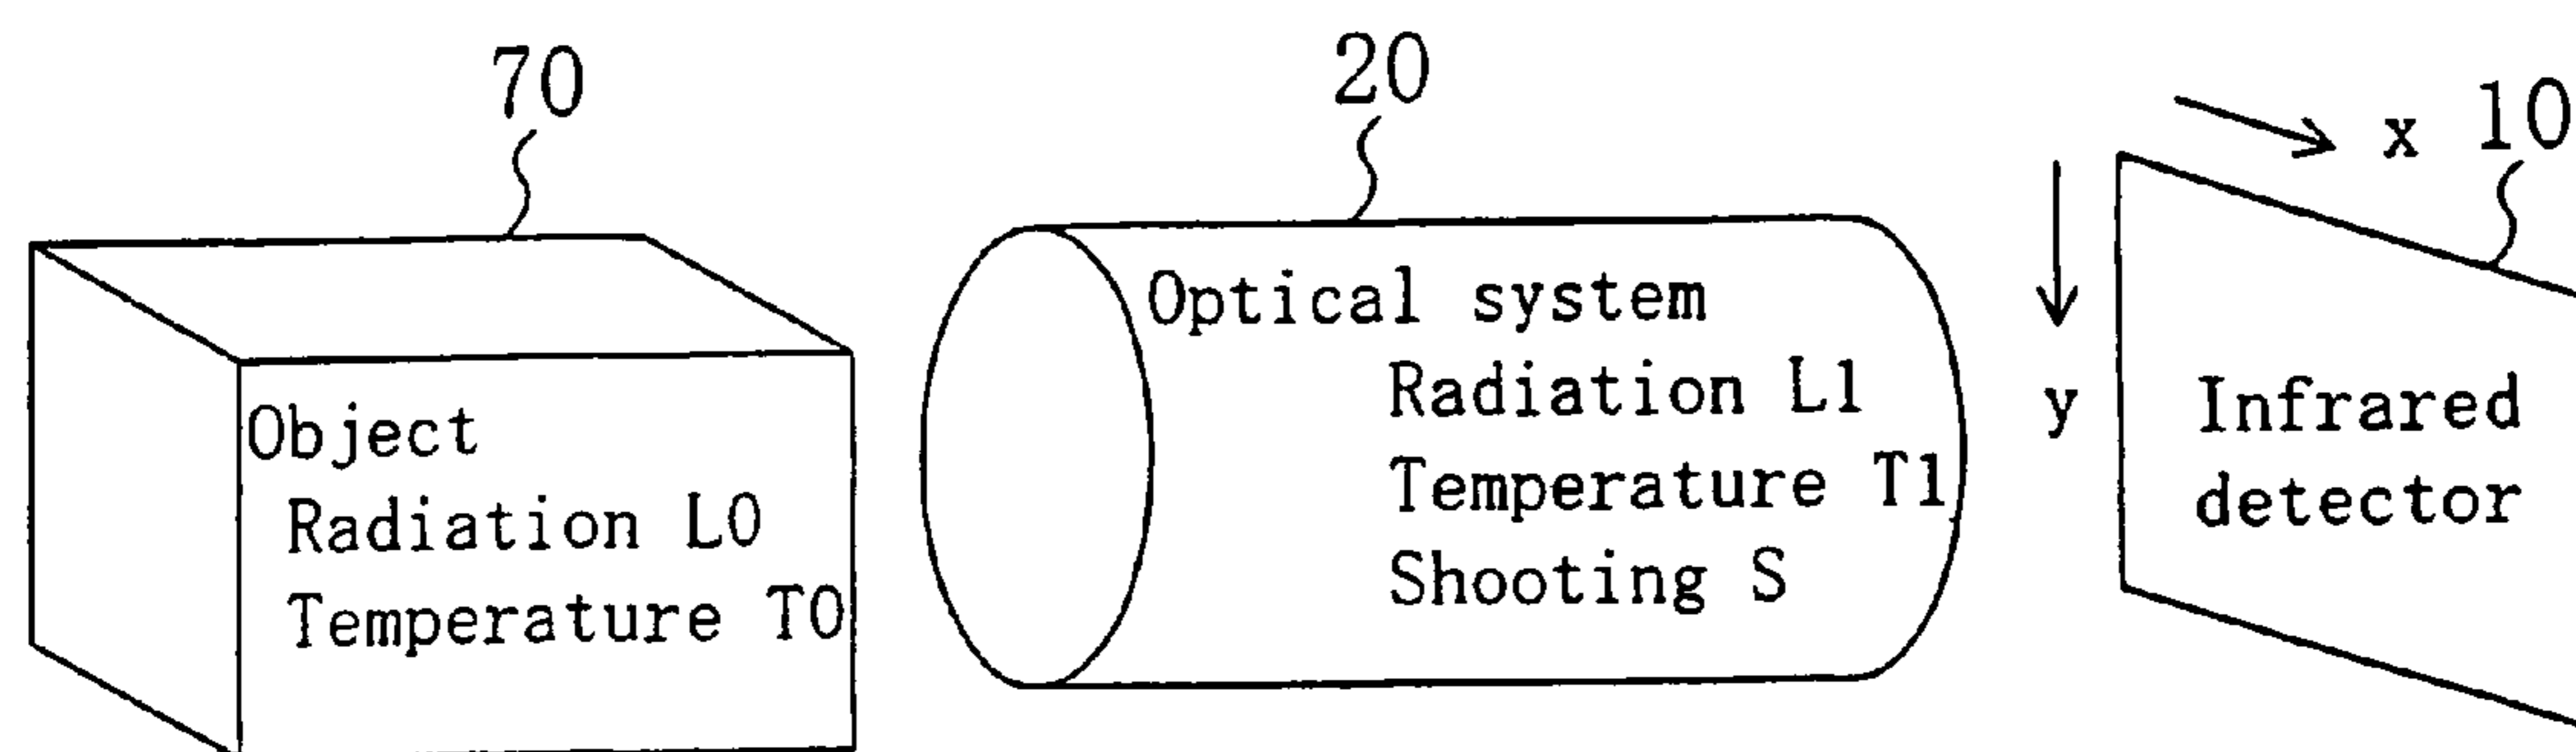 70
Object
Radiation L0
Temperature T0
20
Optical system
Radiation L1
Temperature T1
Shooting S
x
10
y
Infrared
detector